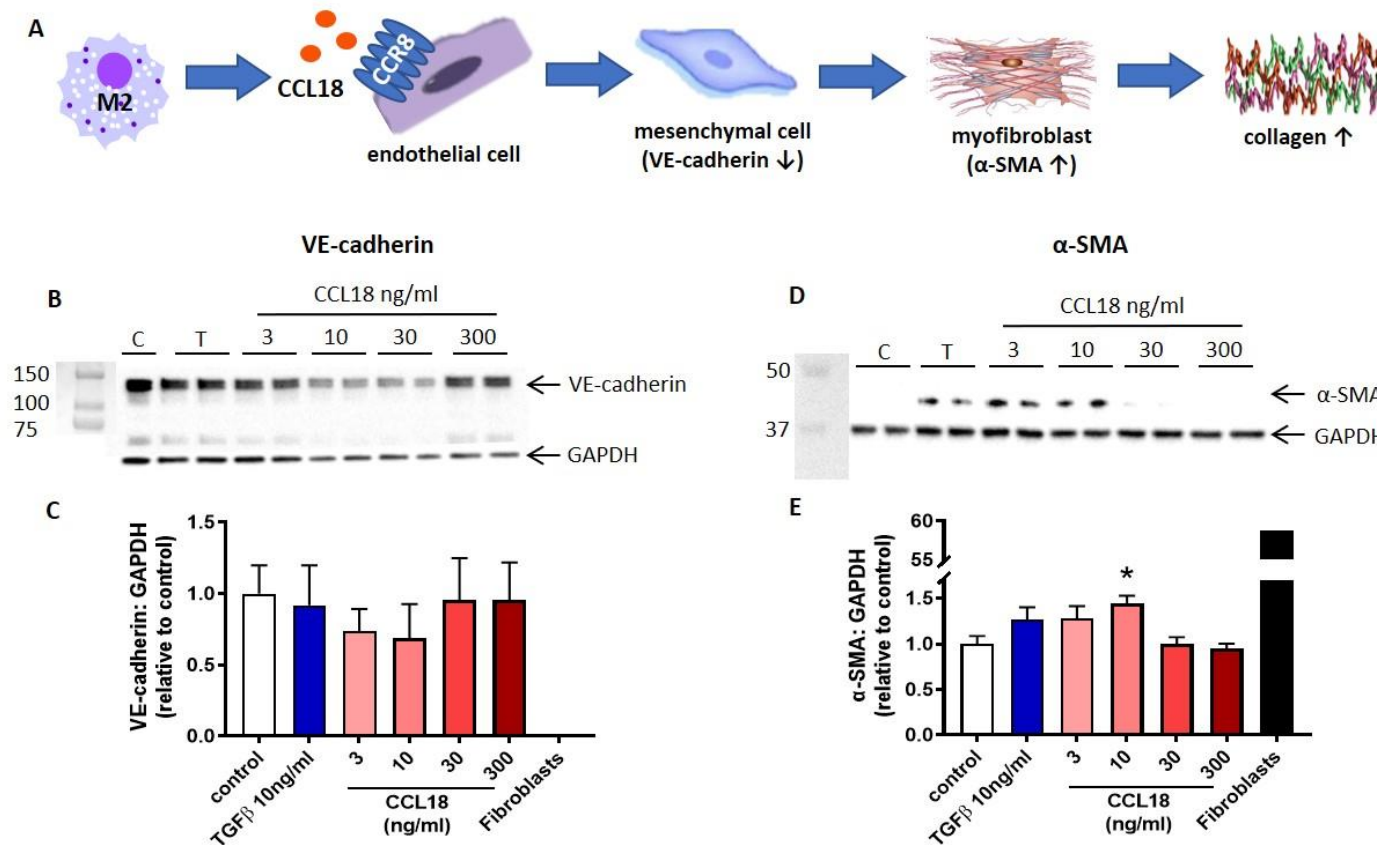 A
M2
CCL18
CCR8
endothelial cell
mesenchymal cell
(VE-cadherin ↓)
myofibroblast
(α-SMA ↑)
collagen ↑
VE-cadherin
B
CCL18 ng/ml
C T 3 10 30 300
150
100
75
VE-cadherin
GAPDH
C
VE-cadherin: GAPDH
(relative to control)
1.5
1.0
0.5
0.0
control
TGFβ 10ng/ml
3
10
30
300
Fibroblasts
CCL18
(ng/ml)
α-SMA
D
CCL18 ng/ml
C T 3 10 30 300
50
37
α-SMA
GAPDH
E
α-SMA: GAPDH
(relative to control)
60
55
1.5
1.0
0.5
0.0
*
control
TGFβ 10ng/ml
3
10
30
300
Fibroblasts
CCL18
(ng/ml)